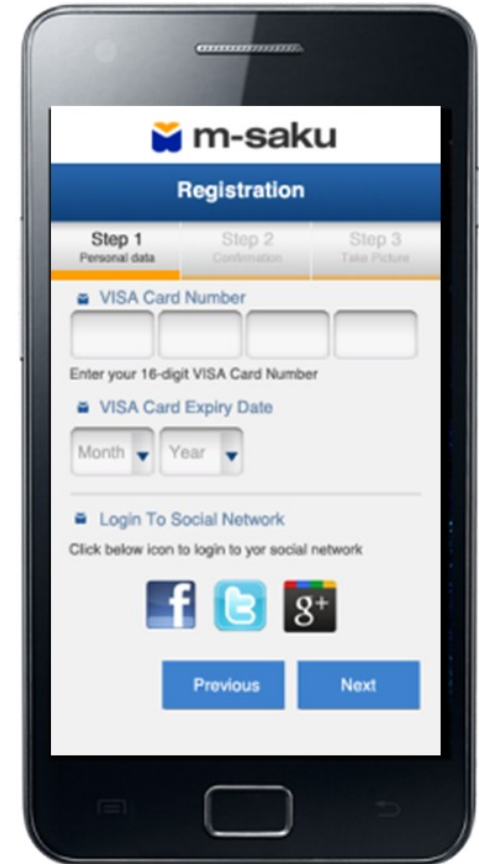 m-saku
Registration
Step 1 Step 2 Step 3
Personal data Confirmation Take Picture
VISA Card Number
Enter your 16-digit VISA Card Number
VISA Card Expiry Date
Month Year
Login To Social Network
Click below icon to login to yor social network
f t g+
Previous Next